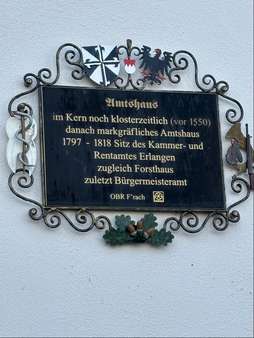 Amtshaus
im Kern noch klosterzeitlich (vor 1550)
danach markgräfliches Amtshaus
1797 - 1818 Sitz des Kammer- und
Rentamtes Erlangen
zugleich Forsthaus
zuletzt Bürgermeisteramt
OBR F'rach